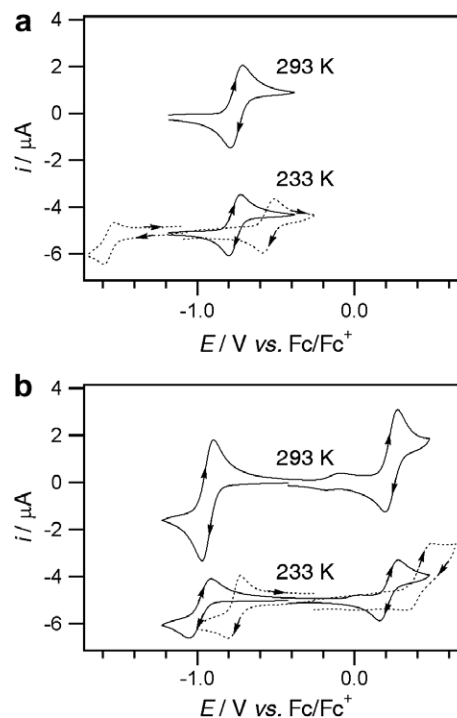 a
4
2
0
-2
-4
-6
i / μA
293 K
233 K
-1.0
0.0
E / V vs. Fc/Fc⁺
b
4
2
0
-2
-4
-6
i / μA
293 K
233 K
-1.0
0.0
E / V vs. Fc/Fc⁺